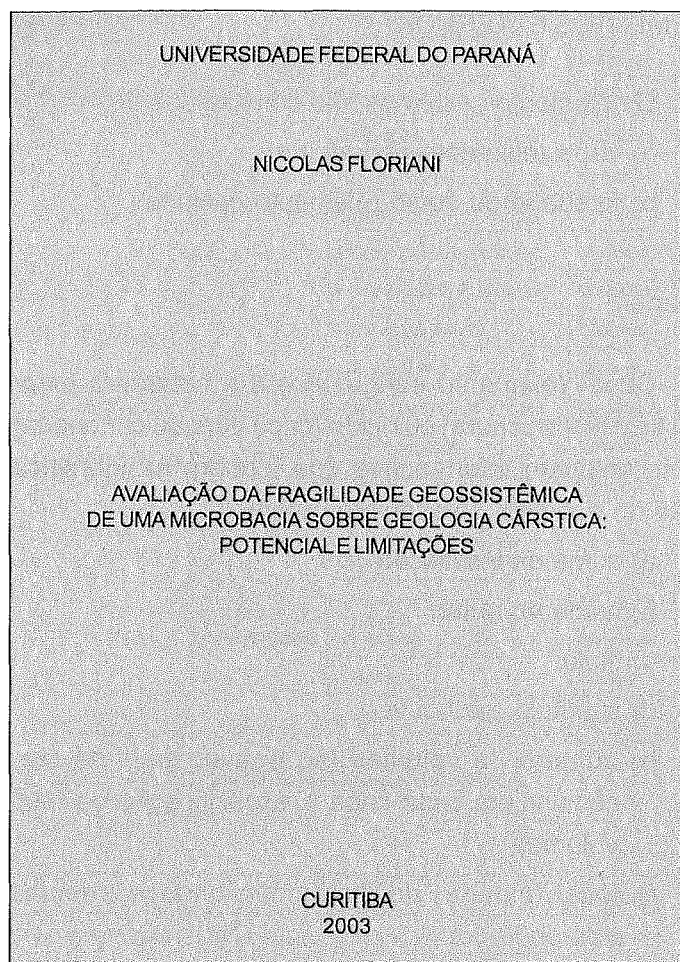 UNIVERSIDADE FEDERAL DO PARANÁ
NICOLAS FLORIANI
AVALIAÇÃO DA FRAGILIDADE GEOSSISTÊMICA
DE UMA MICROBACIA SOBRE GEOLOGIA CÁRSTICA:
POTENCIAL E LIMITAÇÕES
CURITIBA
2003